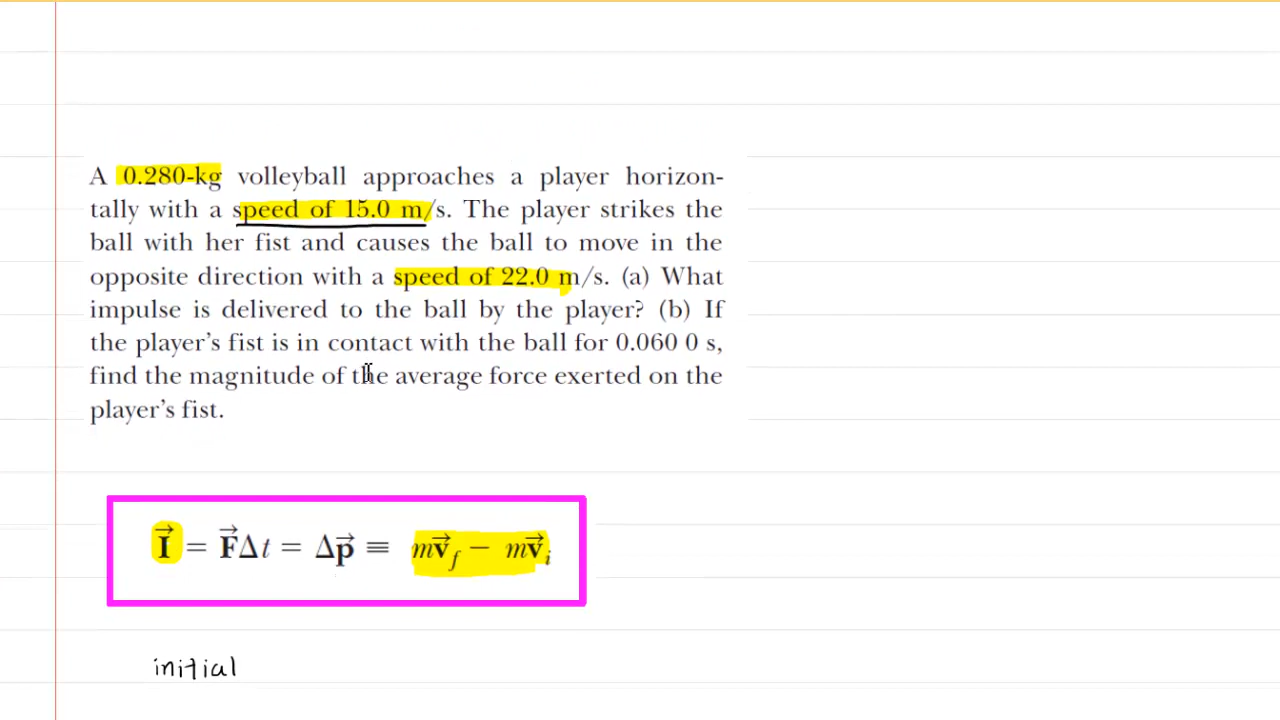 A 0.280-kg volleyball approaches a player horizon-
tally with a speed of 15.0 m/s. The player strikes the
ball with her fist and causes the ball to move in the
opposite direction with a speed of 22.0 m/s. (a) What
impulse is delivered to the ball by the player? (b) If
the player’s fist is in contact with the ball for 0.060 0 s,
find the magnitude of the average force exerted on the
player’s fist.
I⃗ = F⃗Δt = Δp⃗ ≡ mv⃗_f − mv⃗_i
initial